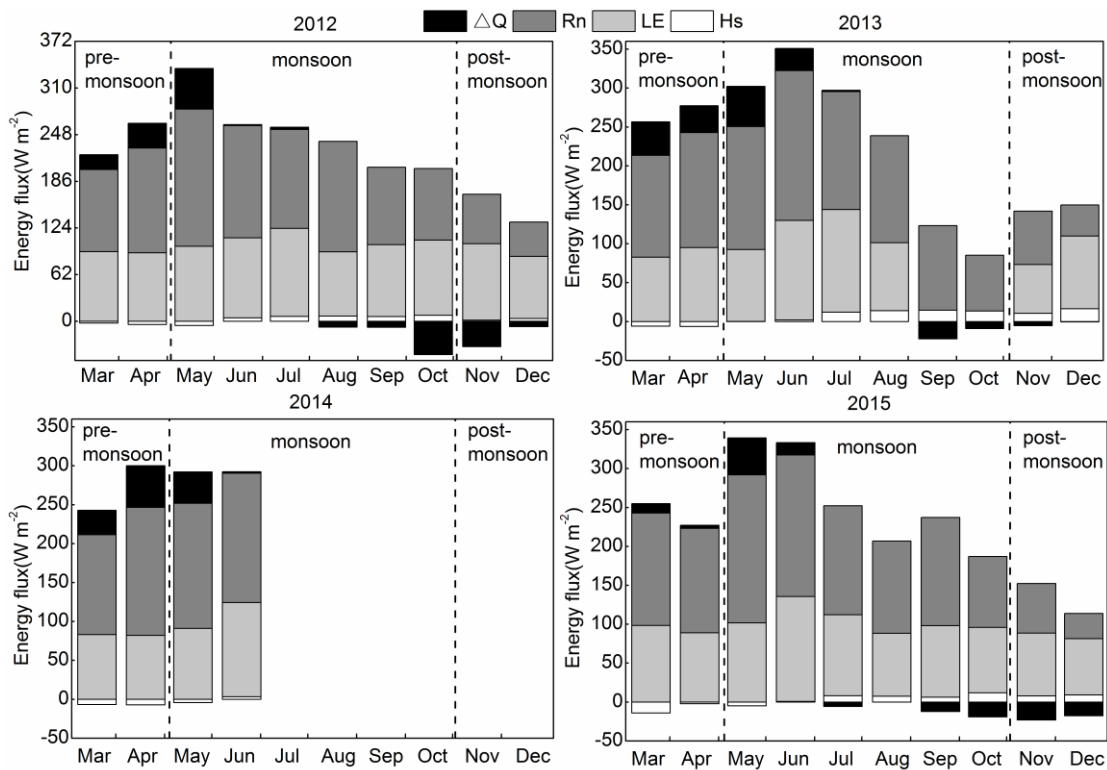 2012
△Q Rn LE Hs
2013
Energy flux(W m-2)
372
310
248
186
124
62
0
pre-
monsoon
monsoon
post-
monsoon
Mar Apr May Jun Jul Aug Sep Oct Nov Dec
Energy flux(W m-2)
350
300
250
200
150
100
50
0
-50
pre-
monsoon
monsoon
post-
monsoon
Mar Apr May Jun Jul Aug Sep Oct Nov Dec
2014
Energy flux(W m-2)
350
300
250
200
150
100
50
0
-50
pre-
monsoon
monsoon
post-
monsoon
Mar Apr May Jun Jul Aug Sep Oct Nov Dec
2015
Energy flux(W m-2)
350
300
250
200
150
100
50
0
-50
pre-
monsoon
monsoon
post-
monsoon
Mar Apr May Jun Jul Aug Sep Oct Nov Dec